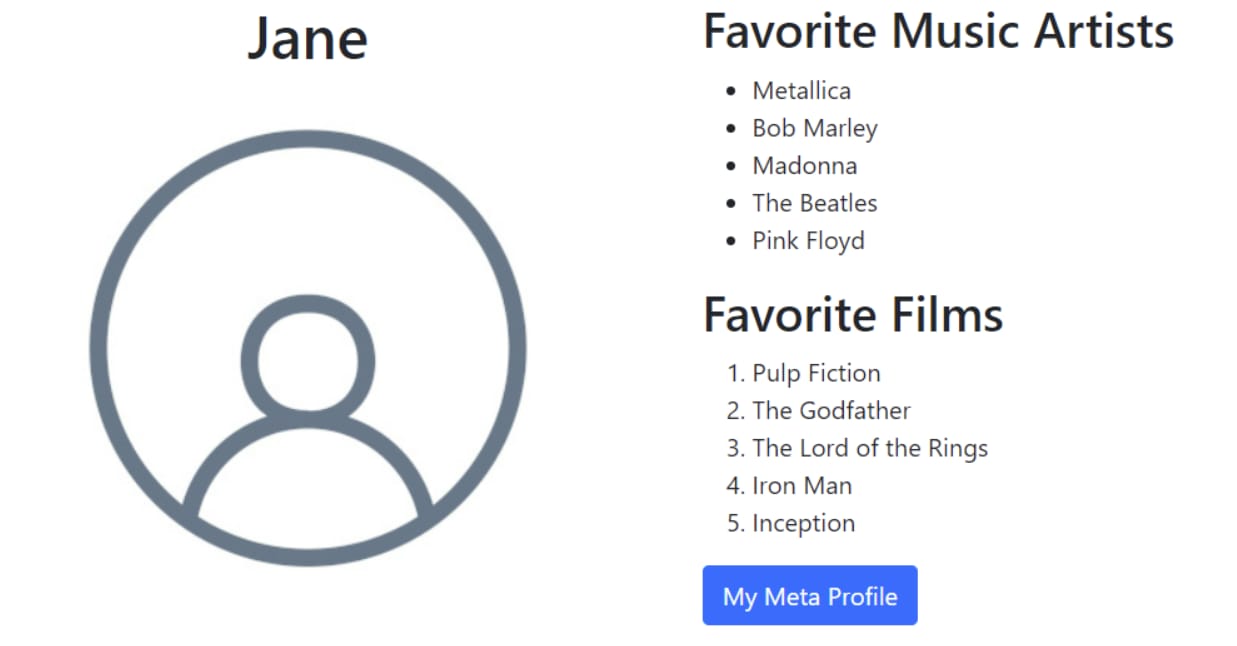 Jane
Favorite Music Artists
• Metallica
• Bob Marley
• Madonna
• The Beatles
• Pink Floyd
Favorite Films
1. Pulp Fiction
2. The Godfather
3. The Lord of the Rings
4. Iron Man
5. Inception
My Meta Profile